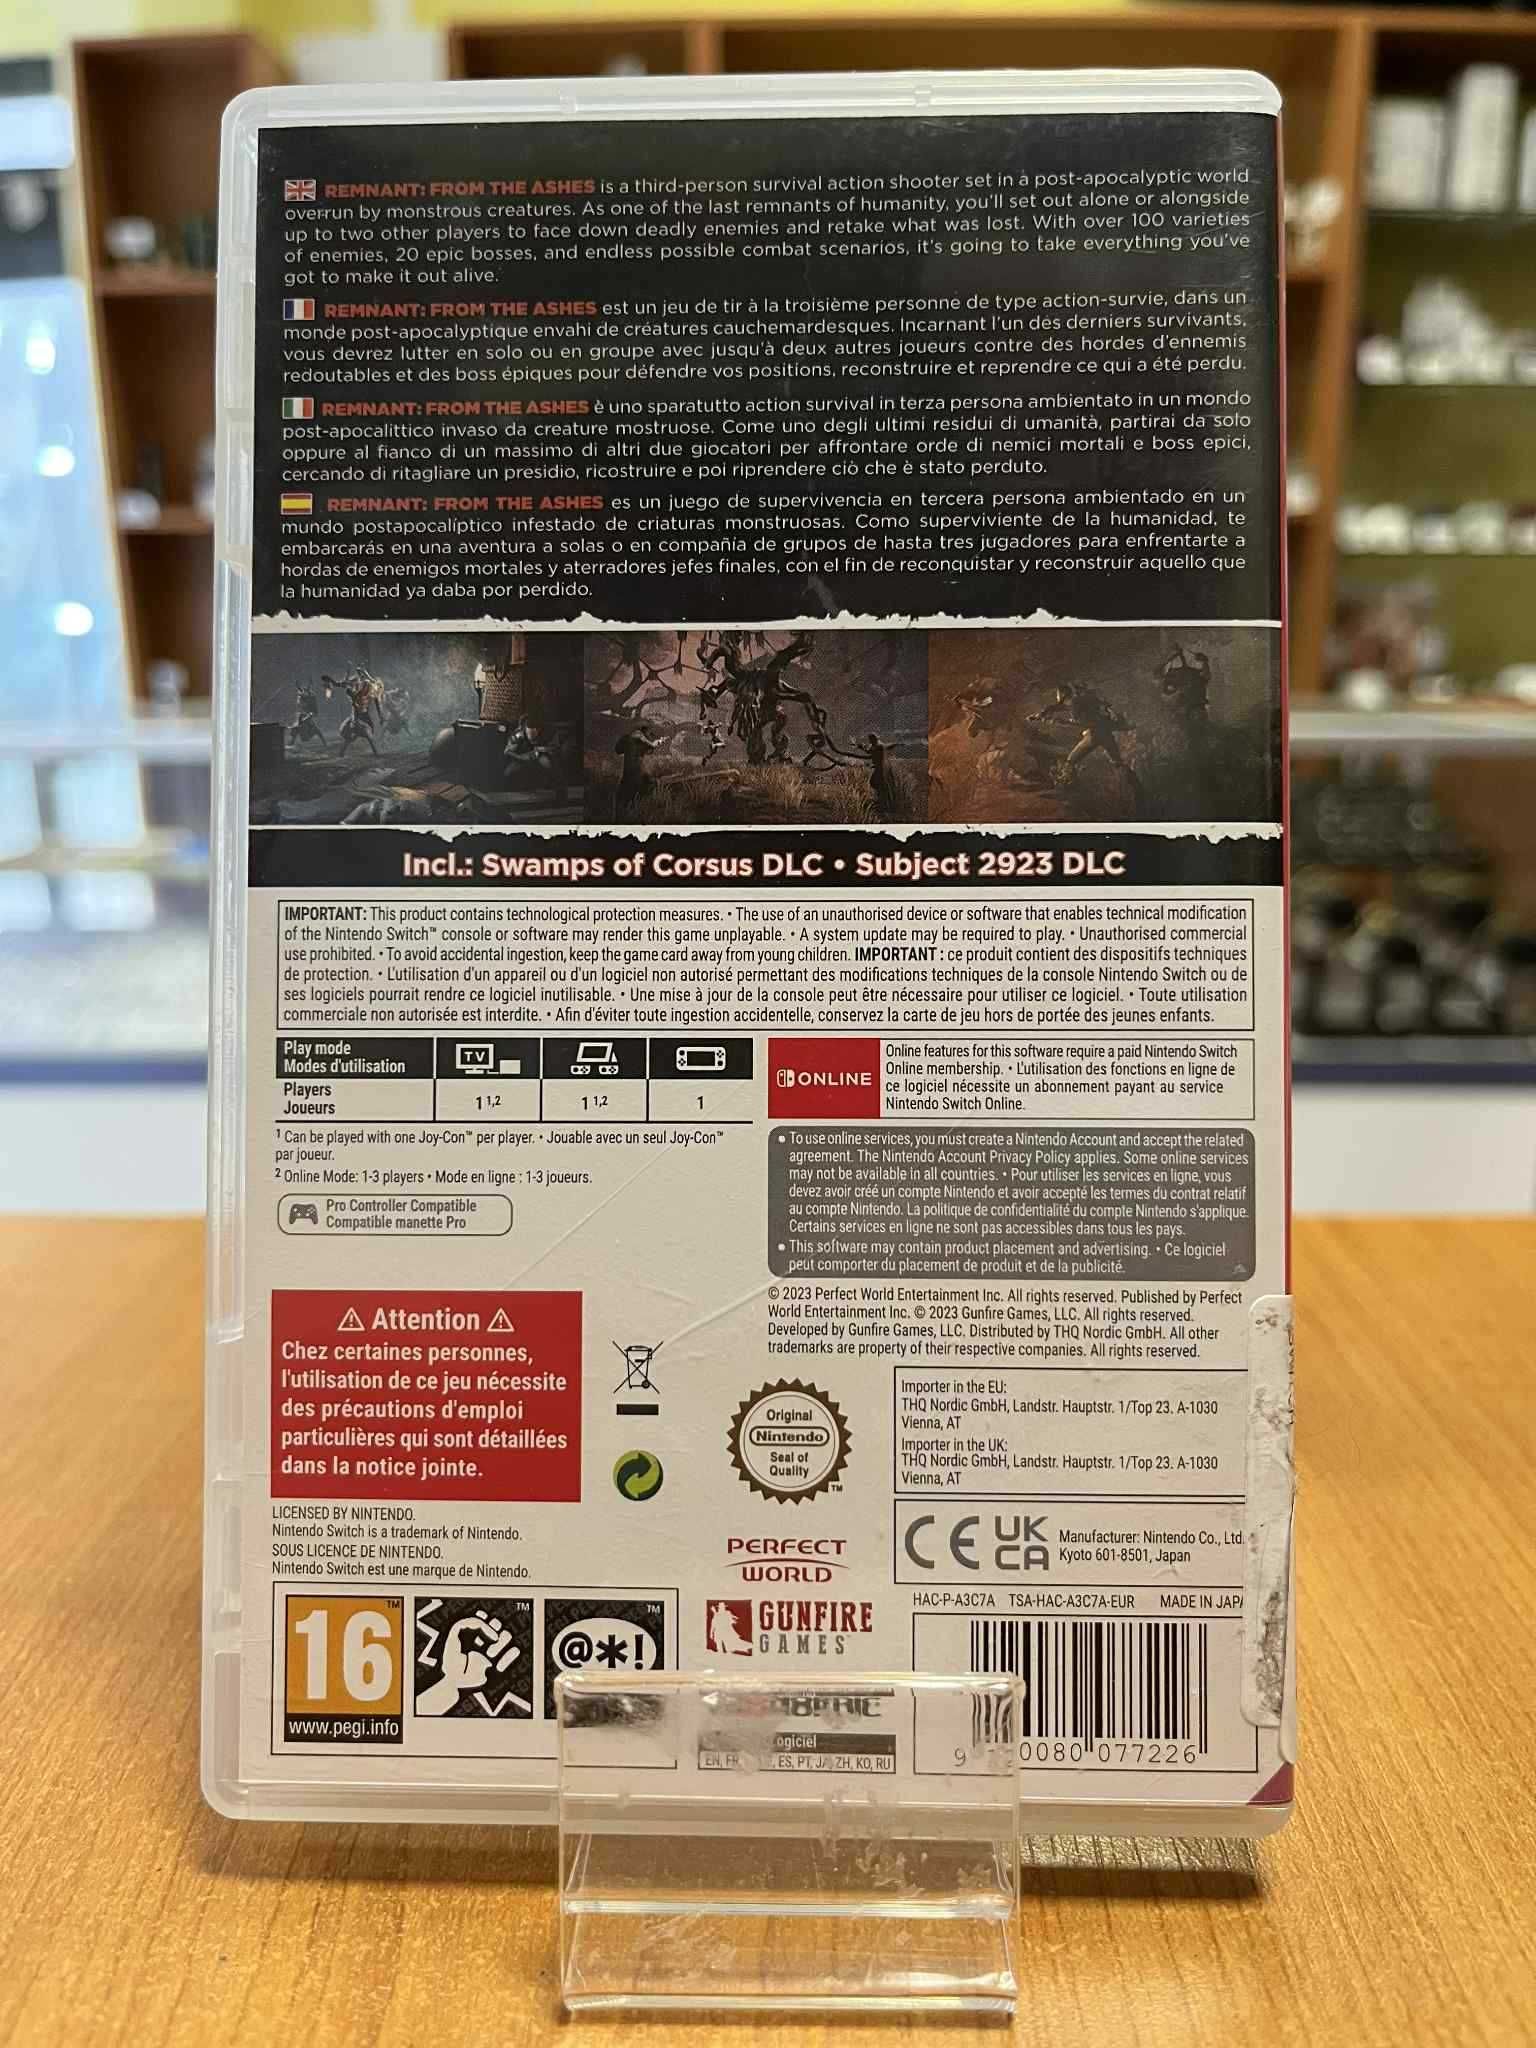 REMNANT: FROM THE ASHES is a third-person survival action shooter set in a post-apocalyptic world
overrun by monstrous creatures. As one of the last remnants of humanity, you'll set out alone or alongside
up to two other players to face down deadly enemies and retake what was lost. With over 100 varieties
of enemies, 20 epic bosses, and endless possible combat scenarios, it's going to take everything you've
got to make it out alive.
REMNANT: FROM THE ASHES est un jeu de tir à la troisième personne de type action-survie, dans un
monde post-apocalyptique envahi de créatures cauchemardesques. Incarnant l'un des derniers survivants,
vous devrez lutter en solo ou en groupe avec jusqu'à deux autres joueurs contre des hordes d'ennemis
redoutables et des boss épiques pour défendre vos positions, reconstruire et reprendre ce qui a été perdu.
REMNANT: FROM THE ASHES è uno sparatutto action survival in terza persona ambientato in un mondo
post-apocalittico invaso da creature mostruose. Come uno degli ultimi residui di umanità, partirai da solo
oppure al fianco di un massimo di altri due giocatori per affrontare orde di nemici mortali e boss epici,
cercando di ritagliare un presidio, ricostruire e poi riprendere ciò che è stato perduto.
REMNANT: FROM THE ASHES es un juego de supervivencia en tercera persona ambientado en un
mundo postapocalíptico infestado de criaturas monstruosas. Como superviviente de la humanidad, te
embarcarás en una aventura a solas o en compañía de grupos de hasta tres jugadores para enfrentarte a
hordas de enemigos mortales y aterradores jefes finales, con el fin de reconquistar y reconstruir aquello que
la humanidad ya daba por perdido.
Incl.: Swamps of Corsus DLC • Subject 2923 DLC
IMPORTANT: This product contains technological protection measures. • The use of an unauthorised device or software that enables technical modification
of the Nintendo Switch™ console or software may render this game unplayable. • A system update may be required to play. • Unauthorised commercial
use prohibited. • To avoid accidental ingestion, keep the game card away from young children. IMPORTANT : ce produit contient des dispositifs techniques
de protection. • L'utilisation d'un appareil ou d'un logiciel non autorisé permettant des modifications techniques de la console Nintendo Switch ou de
ses logiciels pourrait rendre ce logiciel inutilisable. • Une mise à jour de la console peut être nécessaire pour utiliser ce logiciel. • Toute utilisation
commerciale non autorisée est interdite. • Afin d'éviter toute ingestion accidentelle, conservez la carte de jeu hors de portée des jeunes enfants.
Play mode
Modes d'utilisation
TV
Players
Joueurs
1 1,2
1 1,2
1
1 Can be played with one Joy-Con™ per player. • Jouable avec un seul Joy-Con™
par joueur.
2 Online Mode: 1-3 players • Mode en ligne : 1-3 joueurs.
Pro Controller Compatible
Compatible manette Pro
ONLINE
Online features for this software require a paid Nintendo Switch
Online membership. • L'utilisation des fonctions en ligne de
ce logiciel nécessite un abonnement payant au service
Nintendo Switch Online.
• To use online services, you must create a Nintendo Account and accept the related
agreement. The Nintendo Account Privacy Policy applies. Some online services
may not be available in all countries. • Pour utiliser les services en ligne, vous
devez avoir créé un compte Nintendo et avoir accepté les termes du contrat relatif
au compte Nintendo. La politique de confidentialité du compte Nintendo s'applique.
Certains services en ligne ne sont pas accessibles dans tous les pays.
• This software may contain product placement and advertising. • Ce logiciel
peut comporter du placement de produit et de la publicité.
© 2023 Perfect World Entertainment Inc. All rights reserved. Published by Perfect
World Entertainment Inc. © 2023 Gunfire Games, LLC. All rights reserved.
Developed by Gunfire Games, LLC. Distributed by THQ Nordic GmbH. All other
trademarks are property of their respective companies. All rights reserved.
Attention
Chez certaines personnes,
l'utilisation de ce jeu nécessite
des précautions d'emploi
particulières qui sont détaillées
dans la notice jointe.
Original
Nintendo
Seal of
Quality
TM
Importer in the EU:
THQ Nordic GmbH, Landstr. Hauptstr. 1/Top 23. A-1030
Vienna, AT
Importer in the UK:
THQ Nordic GmbH, Landstr. Hauptstr. 1/Top 23. A-1030
Vienna, AT
LICENSED BY NINTENDO.
Nintendo Switch is a trademark of Nintendo.
SOUS LICENCE DE NINTENDO.
Nintendo Switch est une marque de Nintendo.
CE UK
CA
Manufacturer: Nintendo Co., Ltd.
Kyoto 601-8501, Japan
PERFECT
WORLD
GUNFIRE
GAMES
HAC-P-A3C7A TSA-HAC-A3C7A-EUR MADE IN JAPA
16
TM
www.pegi.info
TM
@*!
TM
ogiciel
EN, FR, ES, PT, JA, ZH, KO, RU
9 0080 077226